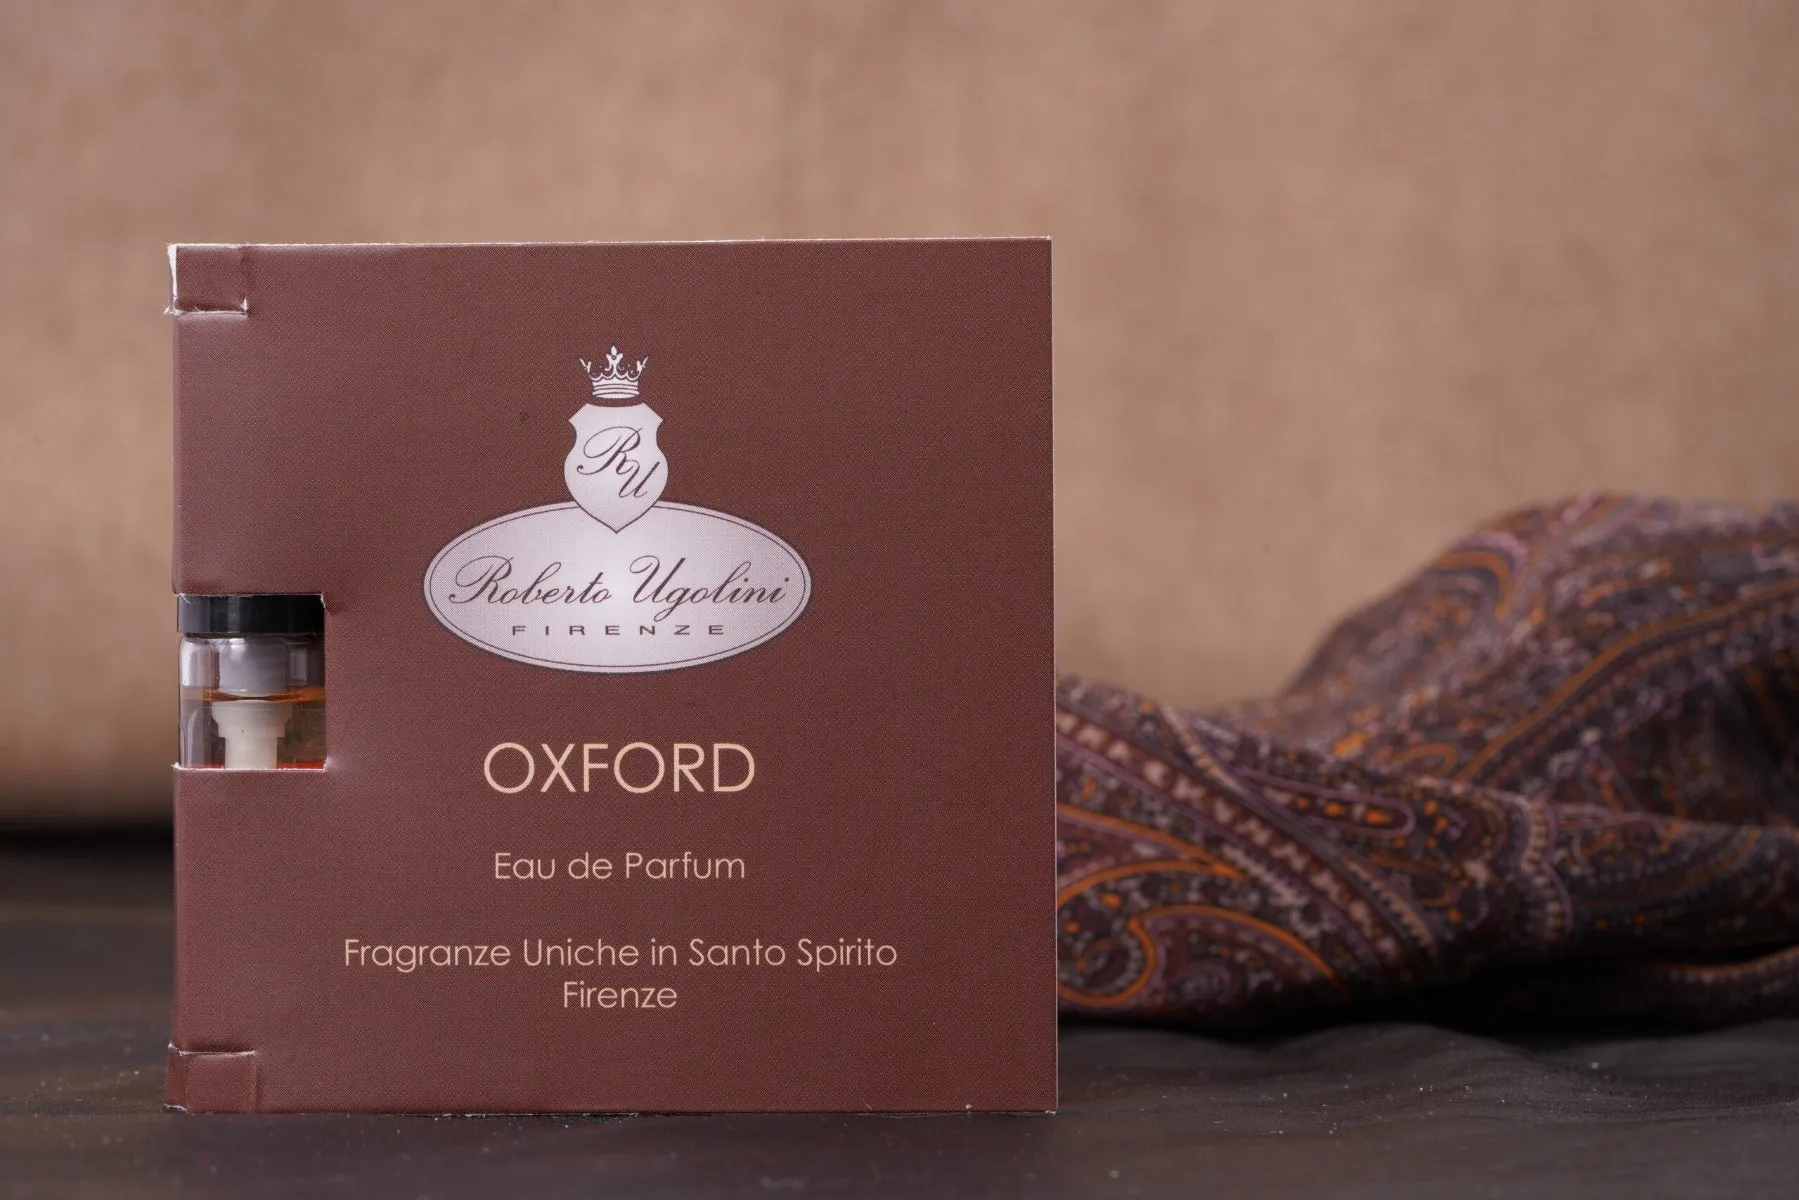 RU
Roberto Ugolini
FIRENZE
OXFORD
Eau de Parfum
Fragranze Uniche in Santo Spirito
Firenze